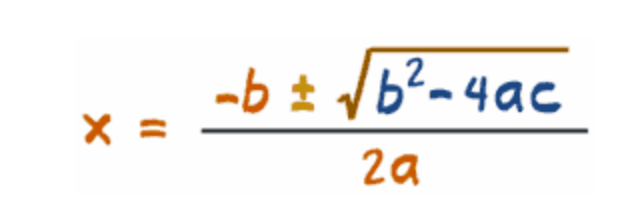 x = -b ± √b²-4ac
2a